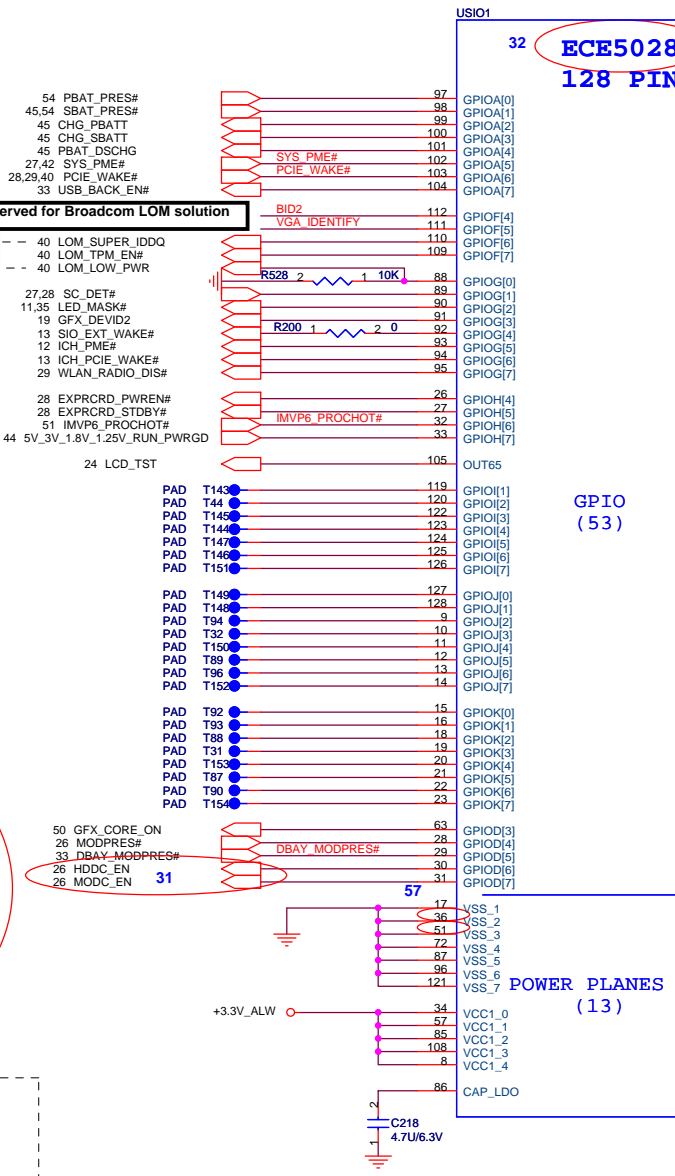 USIO1
32
ECE5028
128 PIN
54 PBAT_PRES# 97 GPIOA[0]
45,54 SBAT_PRES# 98 GPIOA[1]
45 CHG_PBATT 99 GPIOA[2]
45 CHG_SBATT 100 GPIOA[3]
45 PBAT_DSCHG 101 GPIOA[4]
27,42 SYS_PME# SYS_PME# 102 GPIOA[5]
28,29,40 PCIE_WAKE# PCIE_WAKE# 103 GPIOA[6]
33 USB_BACK_EN# 104 GPIOA[7]
erved for Broadcom LOM solution
BID2 112 GPIOF[4]
VGA_IDENTIFY 111 GPIOF[5]
40 LOM_SUPER_IDDQ 110 GPIOF[6]
40 LOM_TPM_EN# 109 GPIOF[7]
40 LOM_LOW_PWR
R528 2 1 10K 88 GPIOG[0]
27,28 SC_DET# 89 GPIOG[1]
11,35 LED_MASK# 90 GPIOG[2]
19 GFX_DEVID2 91 GPIOG[3]
13 SIO_EXT_WAKE# R200 1 2 0 92 GPIOG[4]
12 ICH_PME# 93 GPIOG[5]
13 ICH_PCIE_WAKE# 94 GPIOG[6]
29 WLAN_RADIO_DIS# 95 GPIOG[7]
28 EXPRCRD_PWREN# 26 GPIOH[4]
28 EXPRCRD_STDBY# 27 GPIOH[5]
51 IMVP6_PROCHOT# IMVP6_PROCHOT# 32 GPIOH[6]
44 5V_3V_1.8V_1.25V_RUN_PWRGD 33 GPIOH[7]
24 LCD_TST 105 OUT65
PAD T143 119 GPIOI[1]
PAD T44 120 GPIOI[2]
PAD T145 122 GPIOI[3]
PAD T144 123 GPIOI[4]
PAD T147 124 GPIOI[5]
PAD T146 125 GPIOI[6]
PAD T151 126 GPIOI[7]
GPIO
(53)
PAD T149 127 GPIOJ[0]
PAD T148 128 GPIOJ[1]
PAD T94 9 GPIOJ[2]
PAD T32 10 GPIOJ[3]
PAD T150 11 GPIOJ[4]
PAD T89 12 GPIOJ[5]
PAD T96 13 GPIOJ[6]
PAD T152 14 GPIOJ[7]
PAD T92 15 GPIOK[0]
PAD T93 16 GPIOK[1]
PAD T88 18 GPIOK[2]
PAD T31 19 GPIOK[3]
PAD T153 20 GPIOK[4]
PAD T87 21 GPIOK[5]
PAD T90 22 GPIOK[6]
PAD T154 23 GPIOK[7]
50 GFX_CORE_ON 63 GPIOD[3]
26 MODPRES# 28 GPIOD[4]
33 DBAY_MODPRES# DBAY_MODPRES# 29 GPIOD[5]
26 HDDC_EN 30 GPIOD[6]
26 MODC_EN 31 31 GPIOD[7]
57
17 VSS_1
36 VSS_2
51 VSS_3
72 VSS_4
87 VSS_5
96 VSS_6
121 VSS_7
POWER PLANES
(13)
+3.3V_ALW 34 VCC1_0
57 VCC1_1
85 VCC1_2
108 VCC1_3
8 VCC1_4
86 CAP_LDO
2
C218
4.7U/6.3V
1